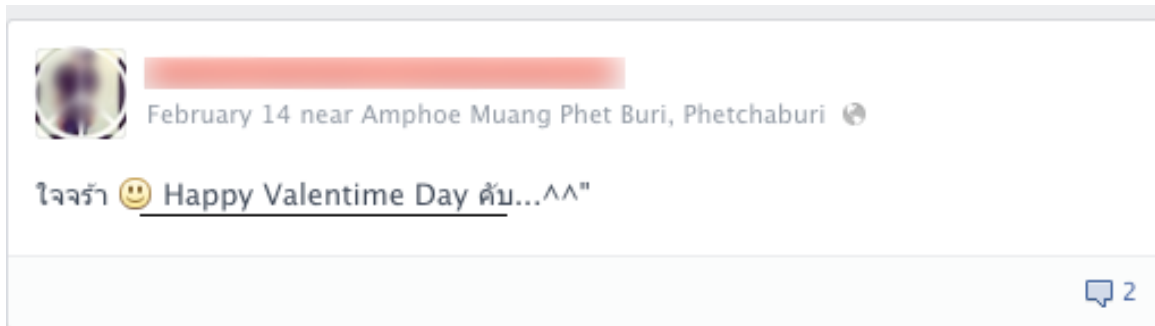 February 14 near Amphoe Muang Phet Buri, Phetchaburi
ใจจร้า Happy Valentime Day คับ...^^"
2